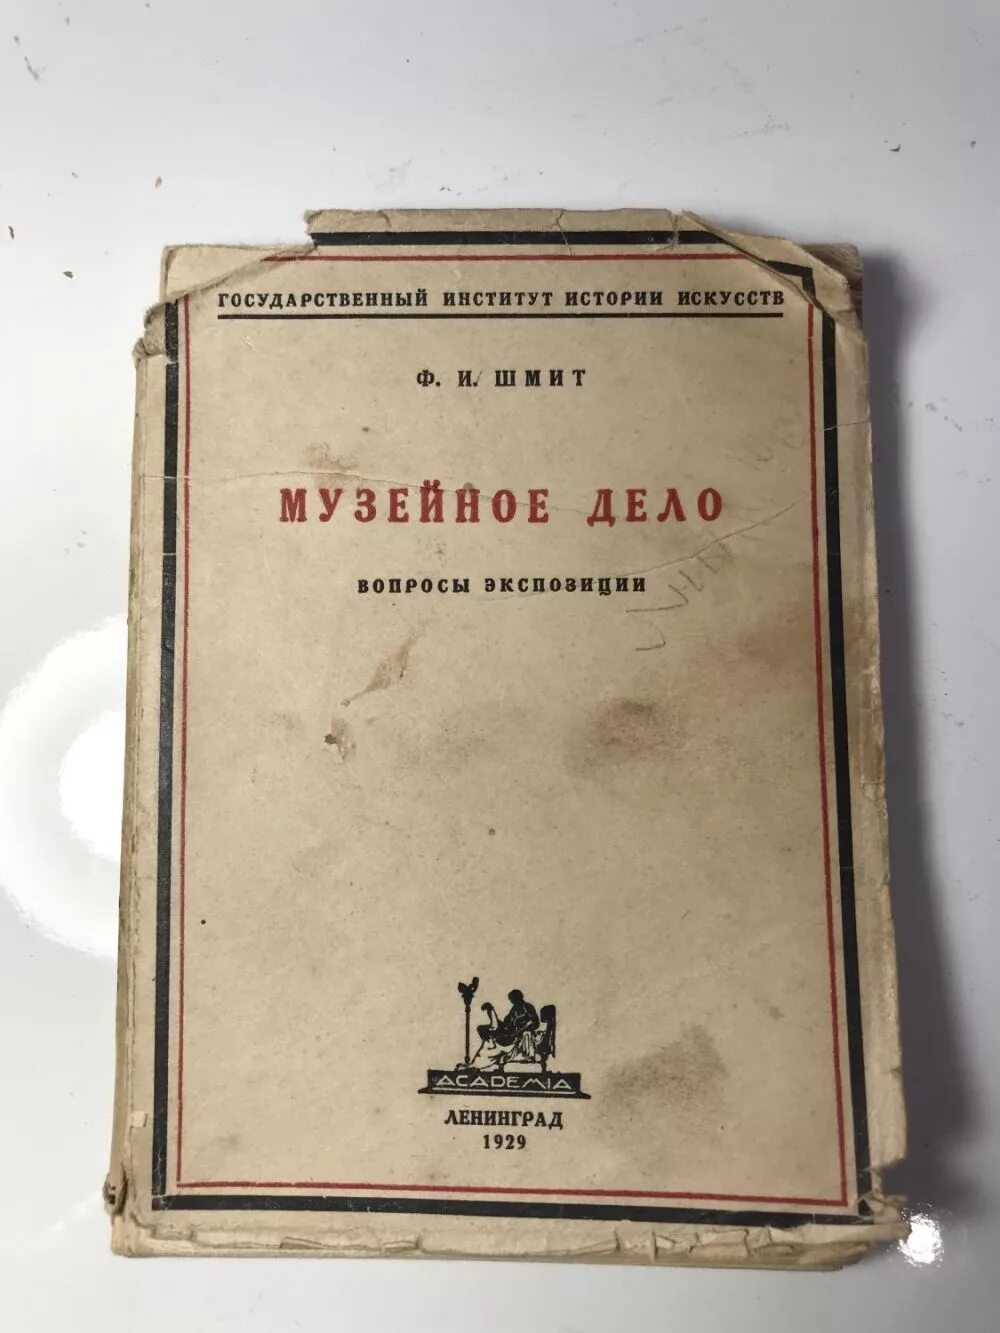 ГОСУДАРСТВЕННЫЙ ИНСТИТУТ ИСТОРИИ ИСКУССТВ
Ф. И. ШМИТ
МУЗЕЙНОЕ ДЕЛО
ВОПРОСЫ ЭКСПОЗИЦИИ
ACADEMIA
ЛЕНИНГРАД
1929